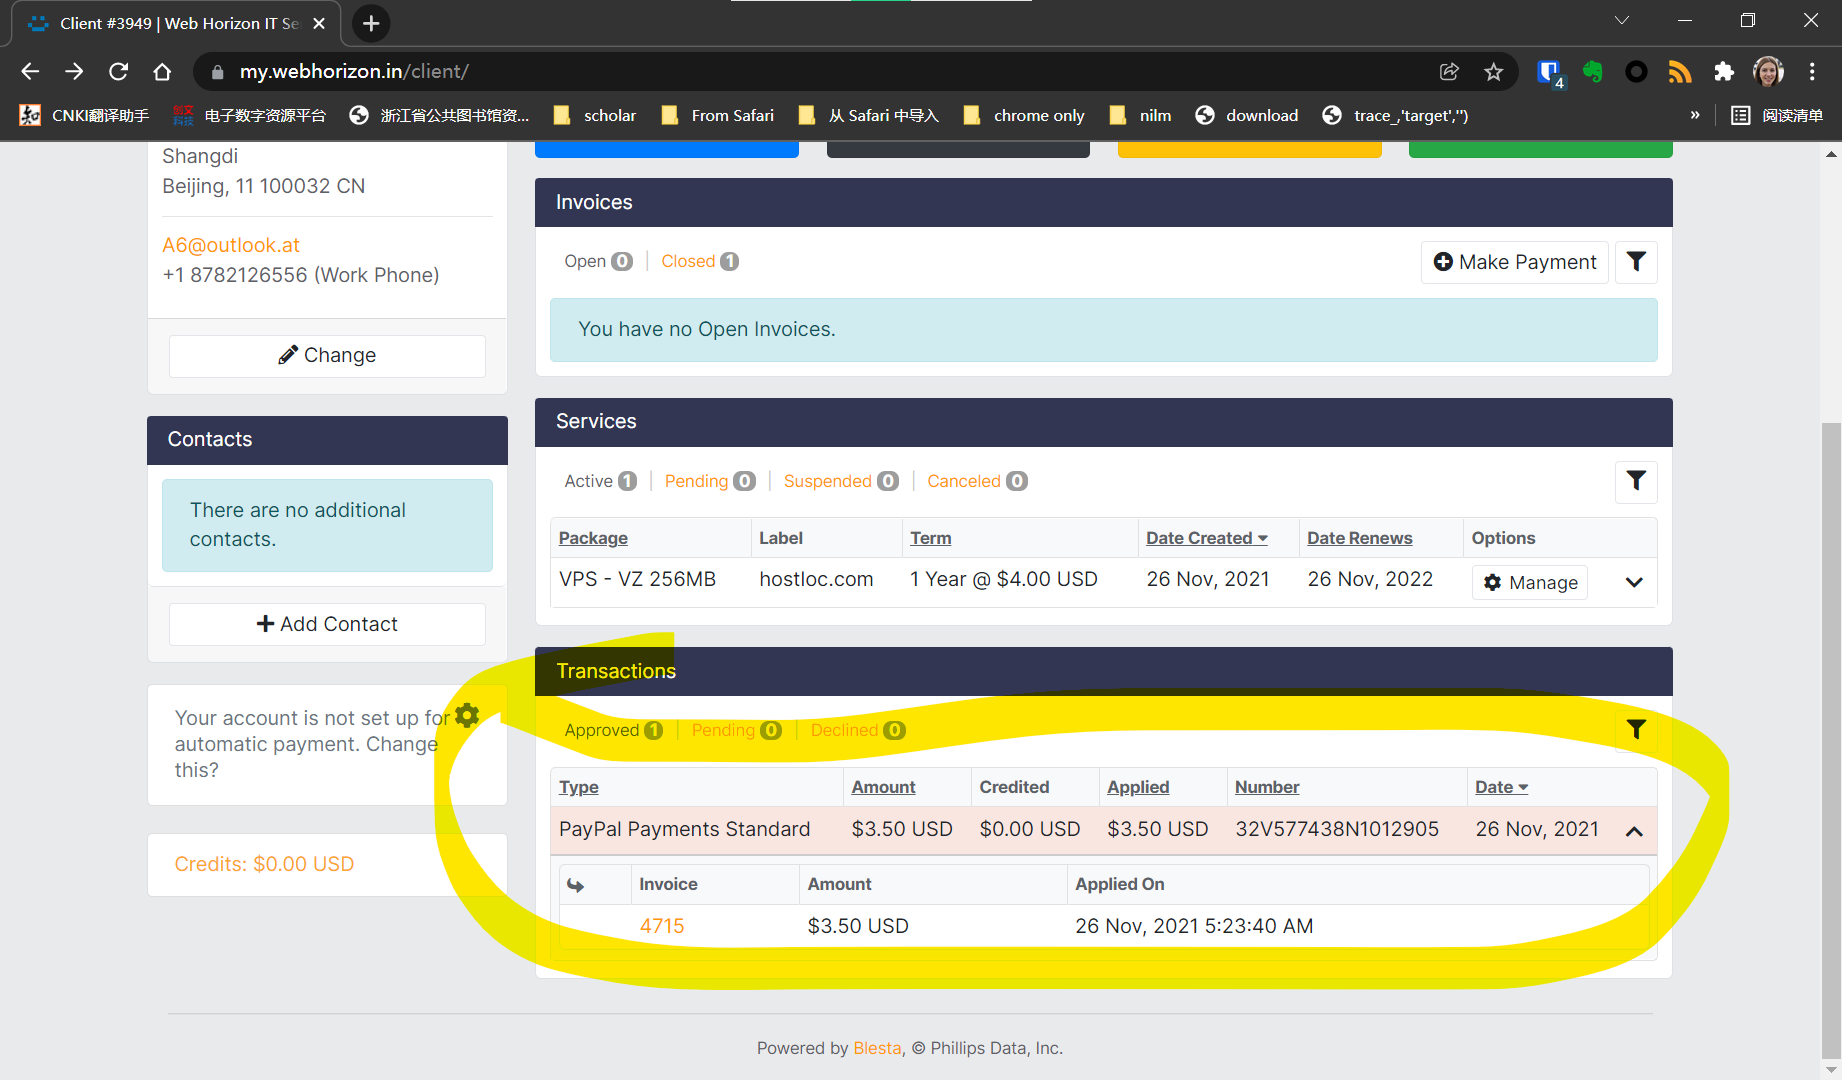 Client #3949 | Web Horizon IT Se
my.webhorizon.in/client/
4
CNKI翻译助手
电子数字资源平台
浙江省公共图书馆资...
scholar
From Safari
从 Safari 中导入
chrome only
nilm
download
trace_,'target','')
»
阅读清单
Shangdi
Beijing, 11 100032 CN
A6@outlook.at
+1 8782126556 (Work Phone)
Change
Contacts
There are no additional
contacts.
Add Contact
Your account is not set up for
automatic payment. Change
this?
Credits: $0.00 USD
Invoices
Open 0 | Closed 1
Make Payment
You have no Open Invoices.
Services
Active 1 | Pending 0 | Suspended 0 | Canceled 0
Package Label Term Date Created Date Renews Options
VPS - VZ 256MB hostloc.com 1 Year @ $4.00 USD 26 Nov, 2021 26 Nov, 2022 Manage
Transactions
Approved 1 | Pending 0 | Declined 0
Type Amount Credited Applied Number Date
PayPal Payments Standard $3.50 USD $0.00 USD $3.50 USD 32V577438N1012905 26 Nov, 2021
Invoice Amount Applied On
4715 $3.50 USD 26 Nov, 2021 5:23:40 AM
Powered by Blesta, © Phillips Data, Inc.